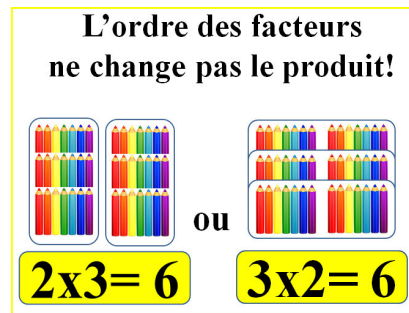 L'ordre des facteurs
ne change pas le produit!
ou
2x3= 6
3x2= 6